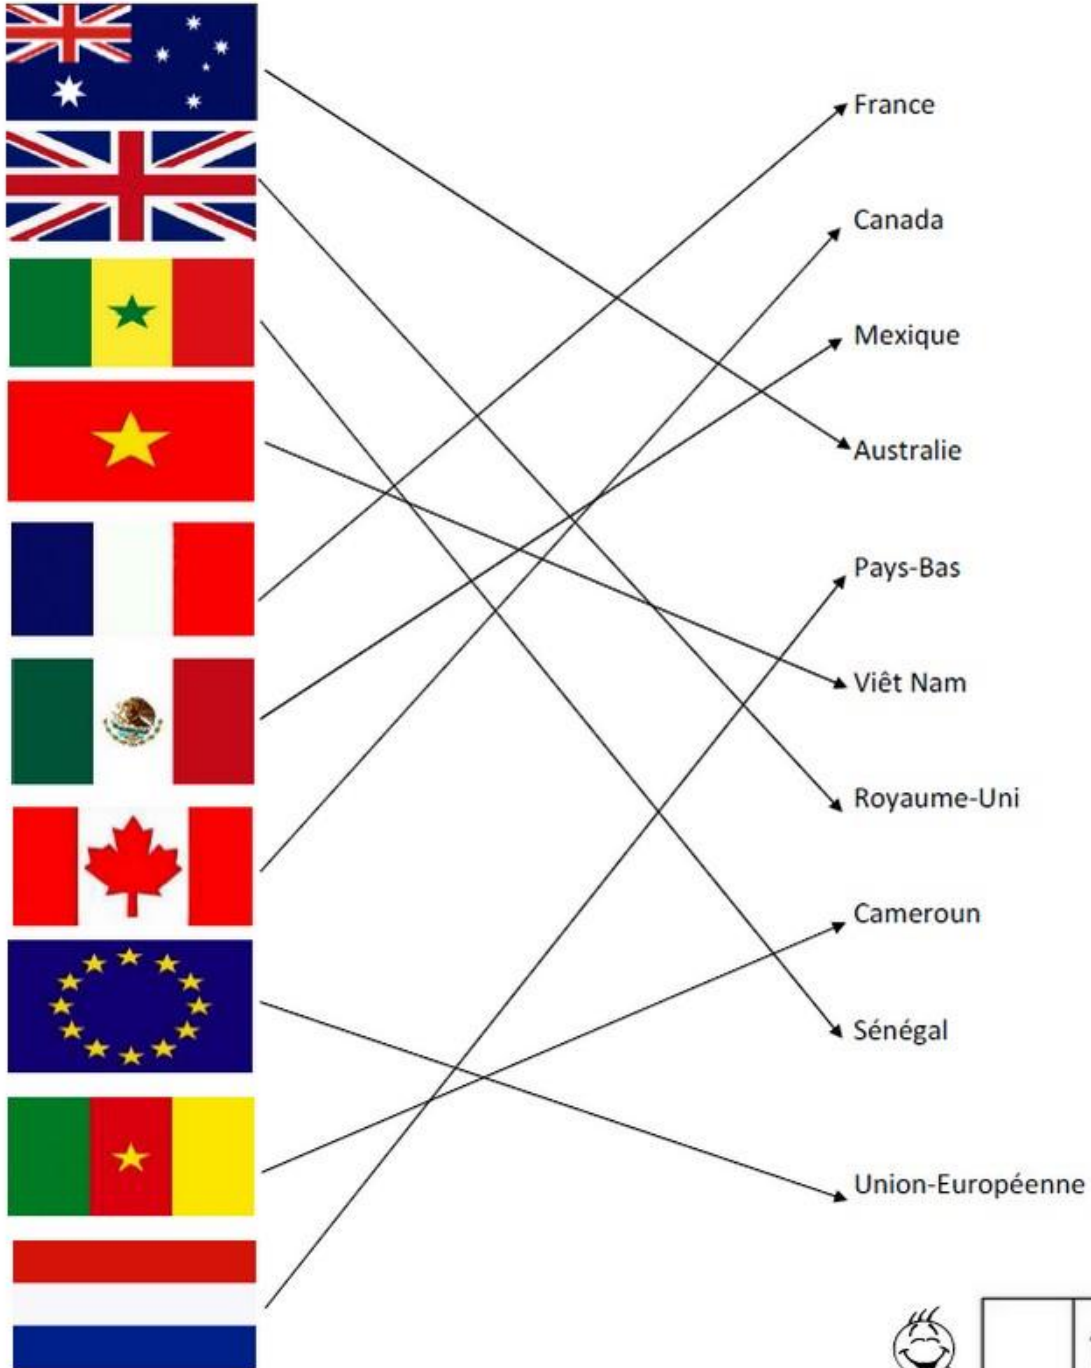 France
Canada
Mexique
Australie
Pays-Bas
Viêt Nam
Royaume-Uni
Cameroun
Sénégal
Union-Européenne